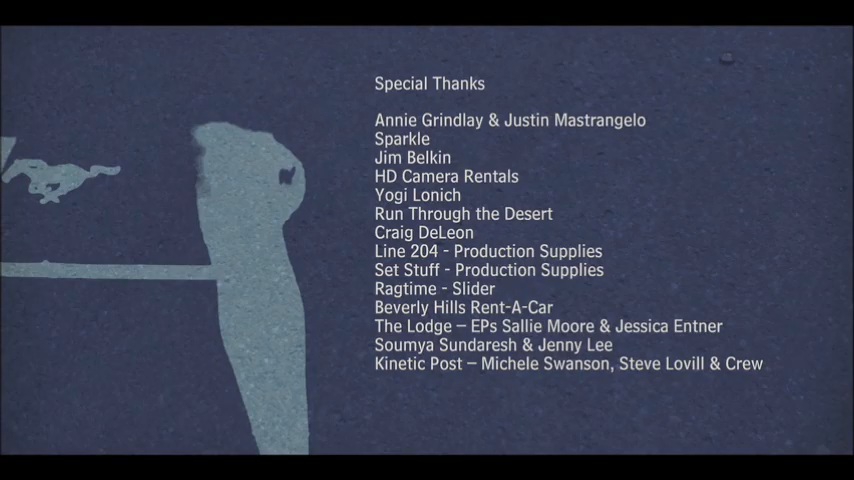 Special Thanks
Annie Grindlay & Justin Mastrangelo
Sparkle
Jim Belkin
HD Camera Rentals
Yogi Lonich
Run Through the Desert
Craig DeLeon
Line 204 - Production Supplies
Set Stuff - Production Supplies
Ragtime - Slider
Beverly Hills Rent-A-Car
The Lodge – EPs Sallie Moore & Jessica Entner
Soumya Sundaresh & Jenny Lee
Kinetic Post – Michele Swanson, Steve Lovill & Crew